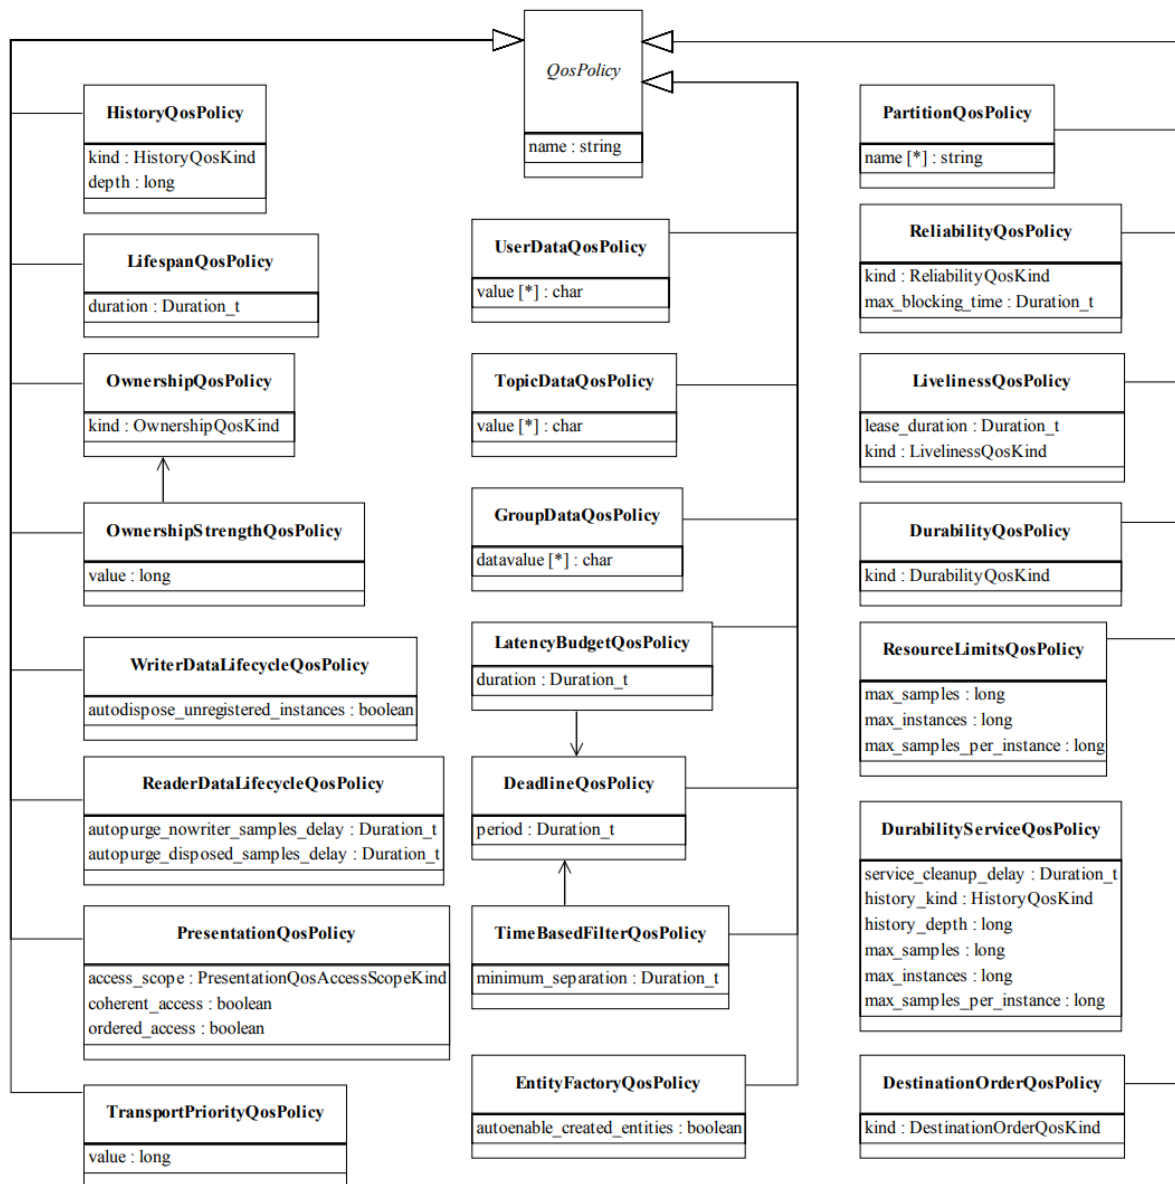 QosPolicy
name : string
HistoryQosPolicy
kind : HistoryQosKind
depth : long
LifespanQosPolicy
duration : Duration_t
OwnershipQosPolicy
kind : OwnershipQosKind
OwnershipStrengthQosPolicy
value : long
WriterDataLifecycleQosPolicy
autodispose_unregistered_instances : boolean
ReaderDataLifecycleQosPolicy
autopurge_nowriter_samples_delay : Duration_t
autopurge_disposed_samples_delay : Duration_t
PresentationQosPolicy
access_scope : PresentationQosAccessScopeKind
coherent_access : boolean
ordered_access : boolean
TransportPriorityQosPolicy
value : long
UserDataQosPolicy
value [*] : char
TopicDataQosPolicy
value [*] : char
GroupDataQosPolicy
datavalue [*] : char
LatencyBudgetQosPolicy
duration : Duration_t
DeadlineQosPolicy
period : Duration_t
TimeBasedFilterQosPolicy
minimum_separation : Duration_t
EntityFactoryQosPolicy
autoenable_created_entities : boolean
PartitionQosPolicy
name [*] : string
ReliabilityQosPolicy
kind : ReliabilityQosKind
max_blocking_time : Duration_t
LivelinessQosPolicy
lease_duration : Duration_t
kind : LivelinessQosKind
DurabilityQosPolicy
kind : DurabilityQosKind
ResourceLimitsQosPolicy
max_samples : long
max_instances : long
max_samples_per_instance : long
DurabilityServiceQosPolicy
service_cleanup_delay : Duration_t
history_kind : HistoryQosKind
history_depth : long
max_samples : long
max_instances : long
max_samples_per_instance : long
DestinationOrderQosPolicy
kind : DestinationOrderQosKind